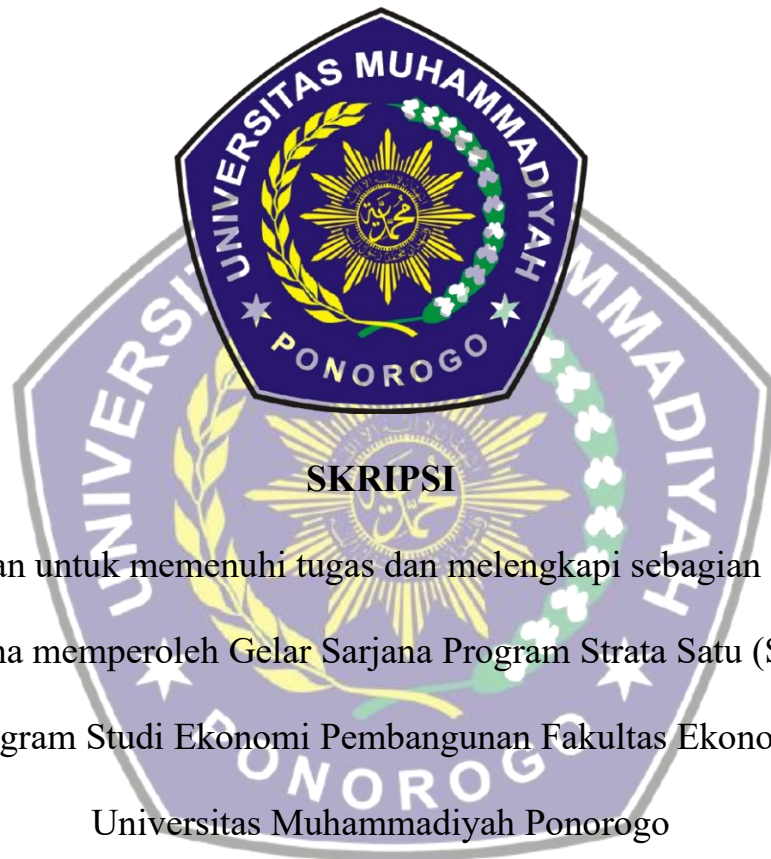 UNIVERSITAS MUHAMMADIYAH
PONOROGO
SKRIPSI
an untuk memenuhi tugas dan melengkapi sebagian
na memperoleh Gelar Sarjana Program Strata Satu (S
gram Studi Ekonomi Pembangunan Fakultas Ekono
Universitas Muhammadiyah Ponorogo